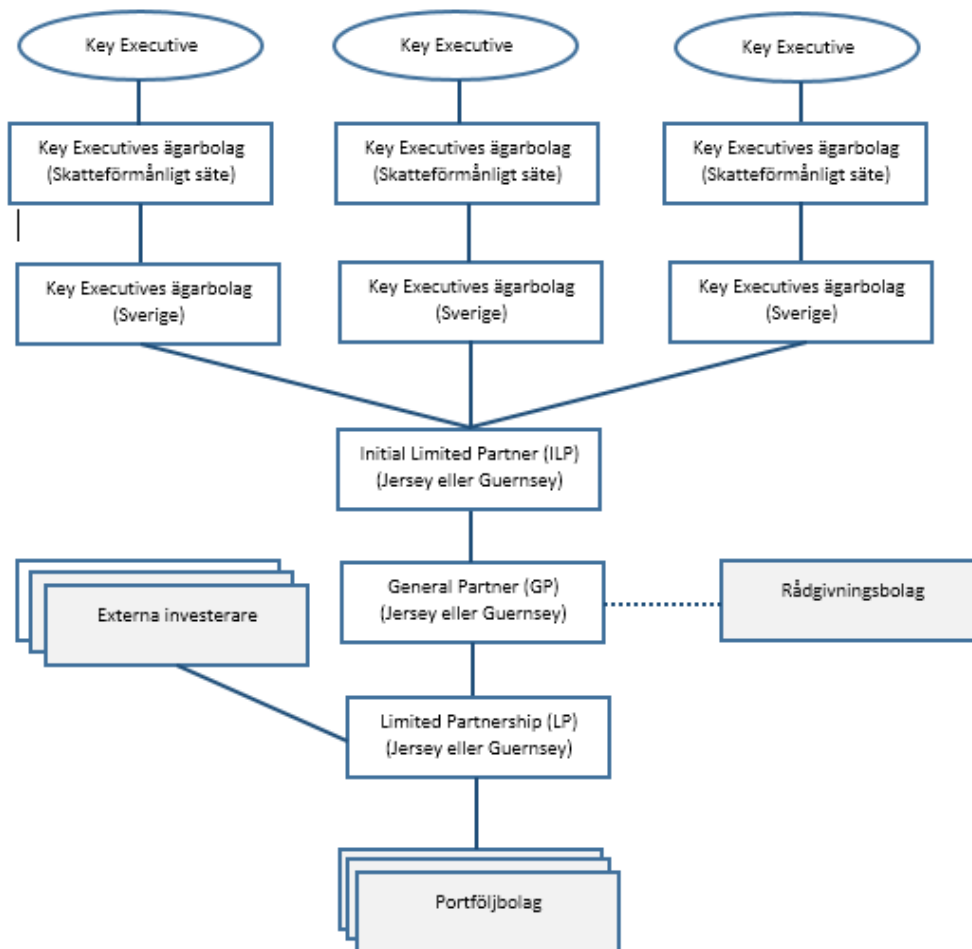 Key Executive
Key Executive
Key Executive
Key Executives ägarbolag
(Skatteförmånligt säte)
Key Executives ägarbolag
(Skatteförmånligt säte)
Key Executives ägarbolag
(Skatteförmånligt säte)
Key Executives ägarbolag
(Sverige)
Key Executives ägarbolag
(Sverige)
Key Executives ägarbolag
(Sverige)
Initial Limited Partner (ILP)
(Jersey eller Guernsey)
Externa investerare
General Partner (GP)
(Jersey eller Guernsey)
Rådgivningsbolag
Limited Partnership (LP)
(Jersey eller Guernsey)
Portföljbolag